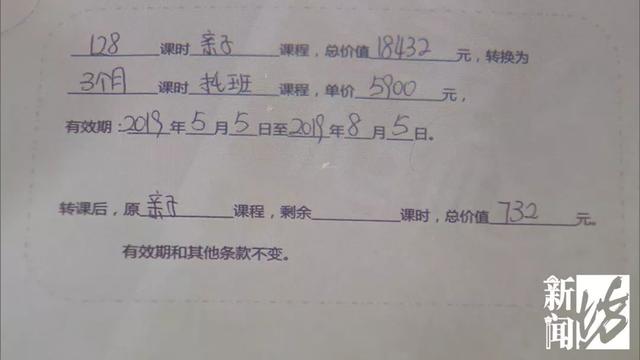 128 课时 亲子 课程，总价值 18432 元，转换为
3个月 课时 托班 课程，单价 5900 元，
有效期：2019 年 5 月 5 日至 2019 年 8 月 5 日。
转课后，原 亲子 课程，剩余 课时，总价值 732 元。
有效期和其他条款不变。
新闻坊